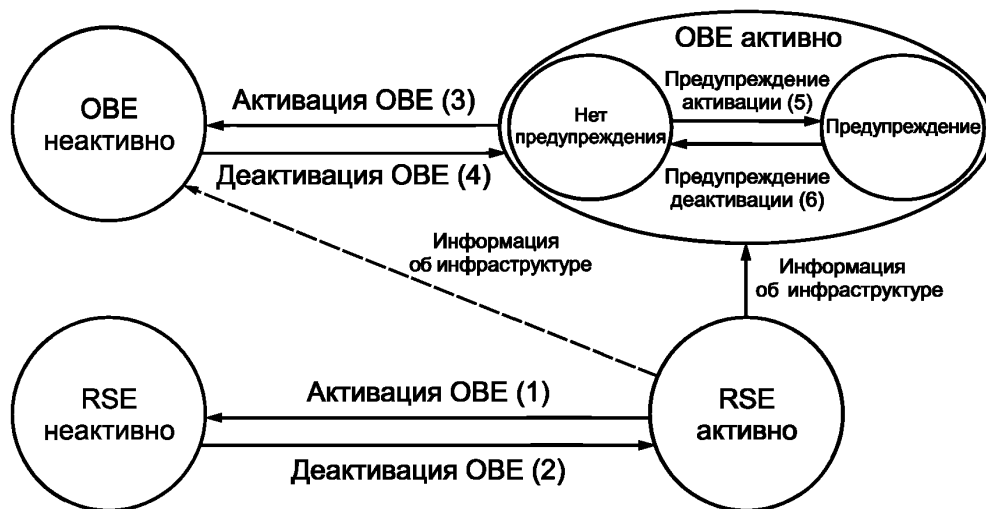 OBE активно
OBE
неактивно
Активация OBE (3)
Деактивация OBE (4)
Нет
предупреждения
Предупреждение
активации (5)
Предупреждение
Предупреждение
деактивации (6)
Информация
об инфраструктуре
Информация
об инфраструктуре
RSE
неактивно
Активация OBE (1)
Деактивация OBE (2)
RSE
активно